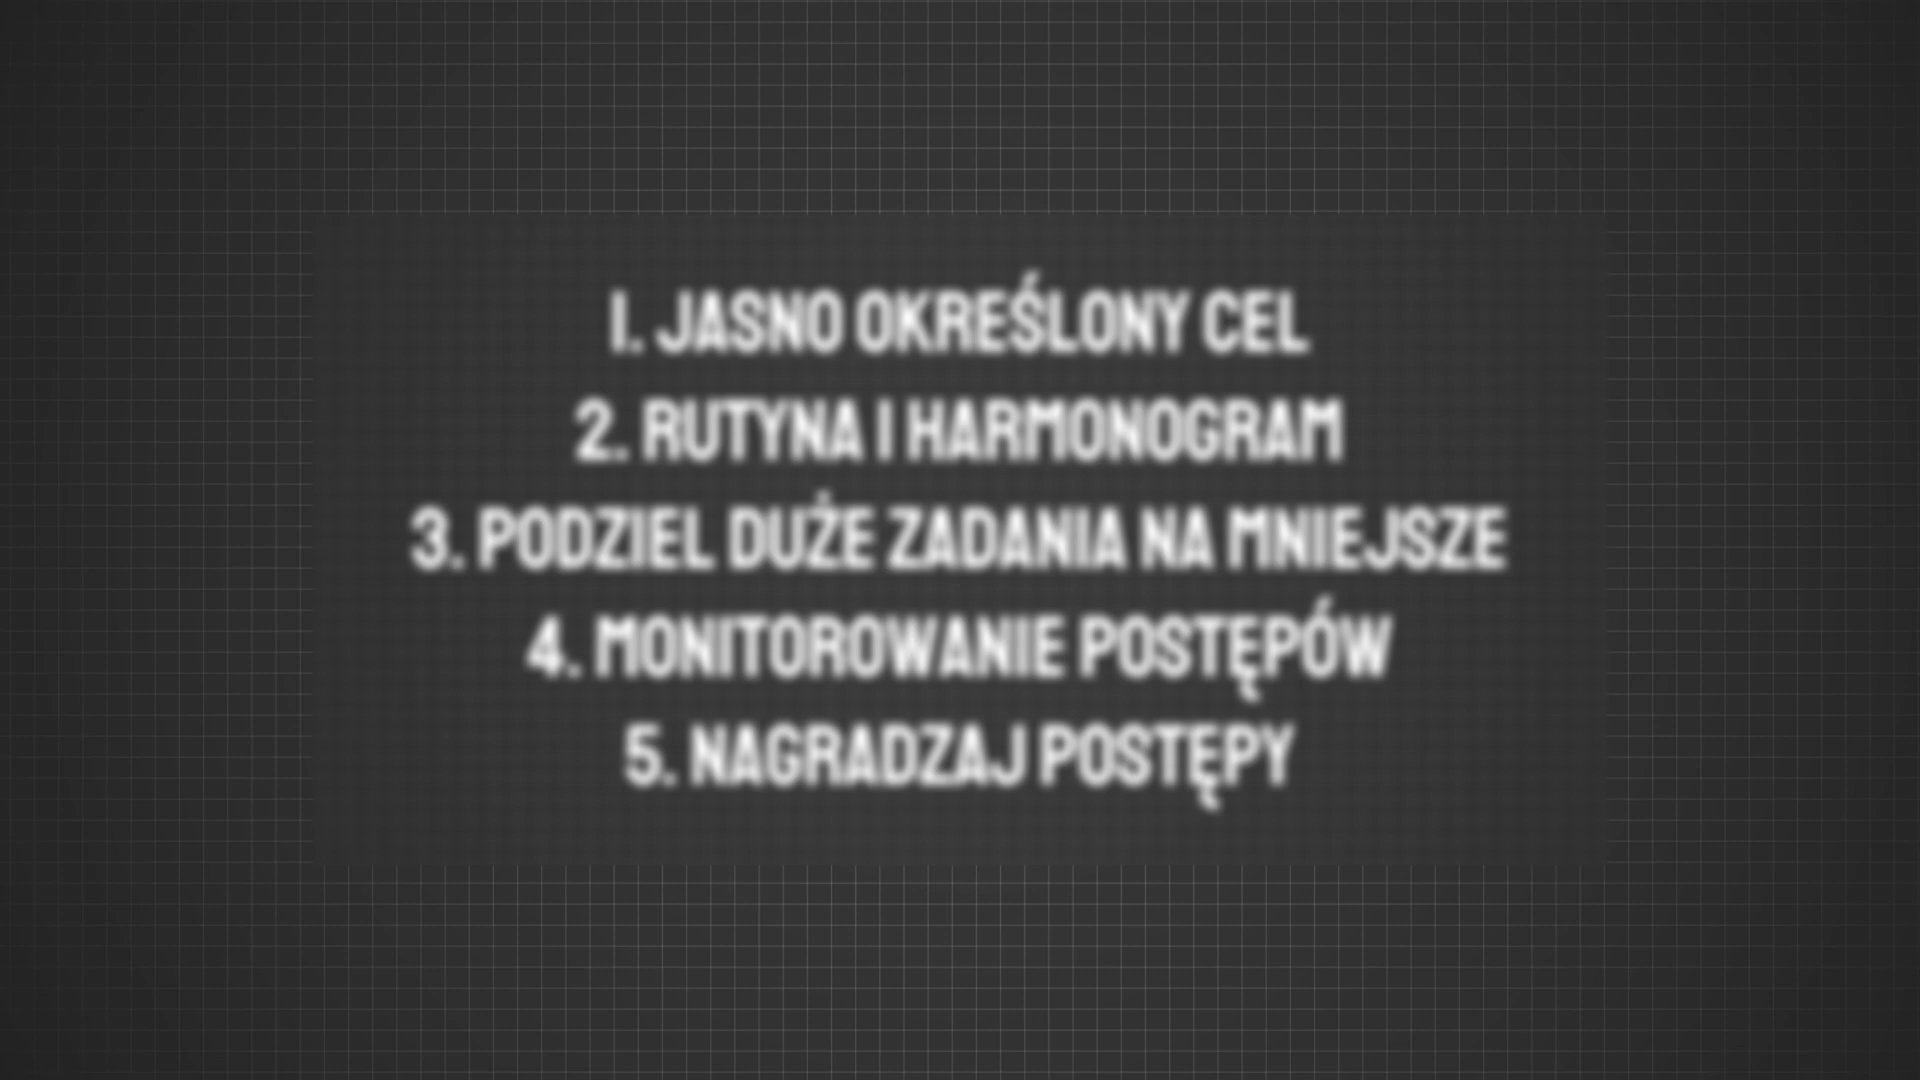 1. JASNO OKREŚLONY CEL
2. RUTYNA I HARMONOGRAM
3. PODZIEL DUŻE ZADANIA NA MNIEJSZE
4. MONITOROWANIE POSTĘPÓW
5. NAGRADZAJ POSTĘPY